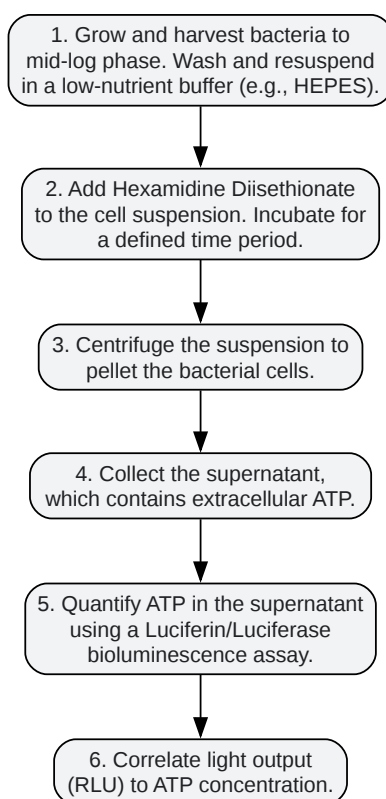 1. Grow and harvest bacteria to
mid-log phase. Wash and resuspend
in a low-nutrient buffer (e.g., HEPES).
2. Add Hexamidine Diisethionate
to the cell suspension. Incubate for
a defined time period.
3. Centrifuge the suspension to
pellet the bacterial cells.
4. Collect the supernatant,
which contains extracellular ATP.
5. Quantify ATP in the supernatant
using a Luciferin/Luciferase
bioluminescence assay.
6. Correlate light output
(RLU) to ATP concentration.